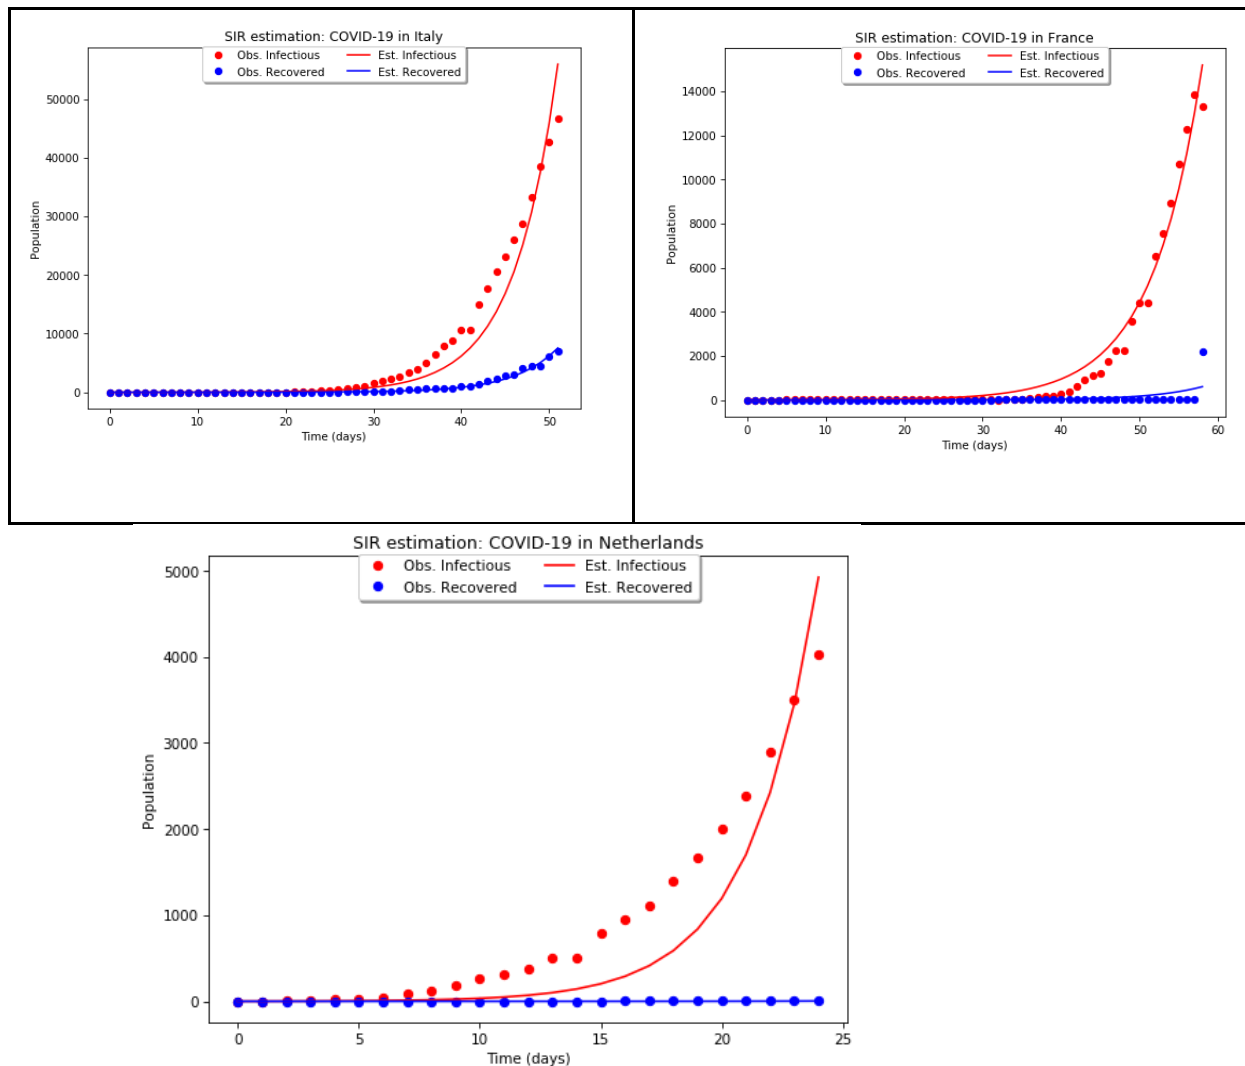 SIR estimation: COVID-19 in Italy
Obs. Infectious Est. Infectious
Obs. Recovered Est. Recovered
Population
50000
40000
30000
20000
10000
0
0 10 20 30 40 50
Time (days)
SIR estimation: COVID-19 in France
Obs. Infectious Est. Infectious
Obs. Recovered Est. Recovered
Population
14000
12000
10000
8000
6000
4000
2000
0
0 10 20 30 40 50 60
Time (days)
SIR estimation: COVID-19 in Netherlands
Obs. Infectious Est. Infectious
Obs. Recovered Est. Recovered
Population
5000
4000
3000
2000
1000
0
0 5 10 15 20 25
Time (days)